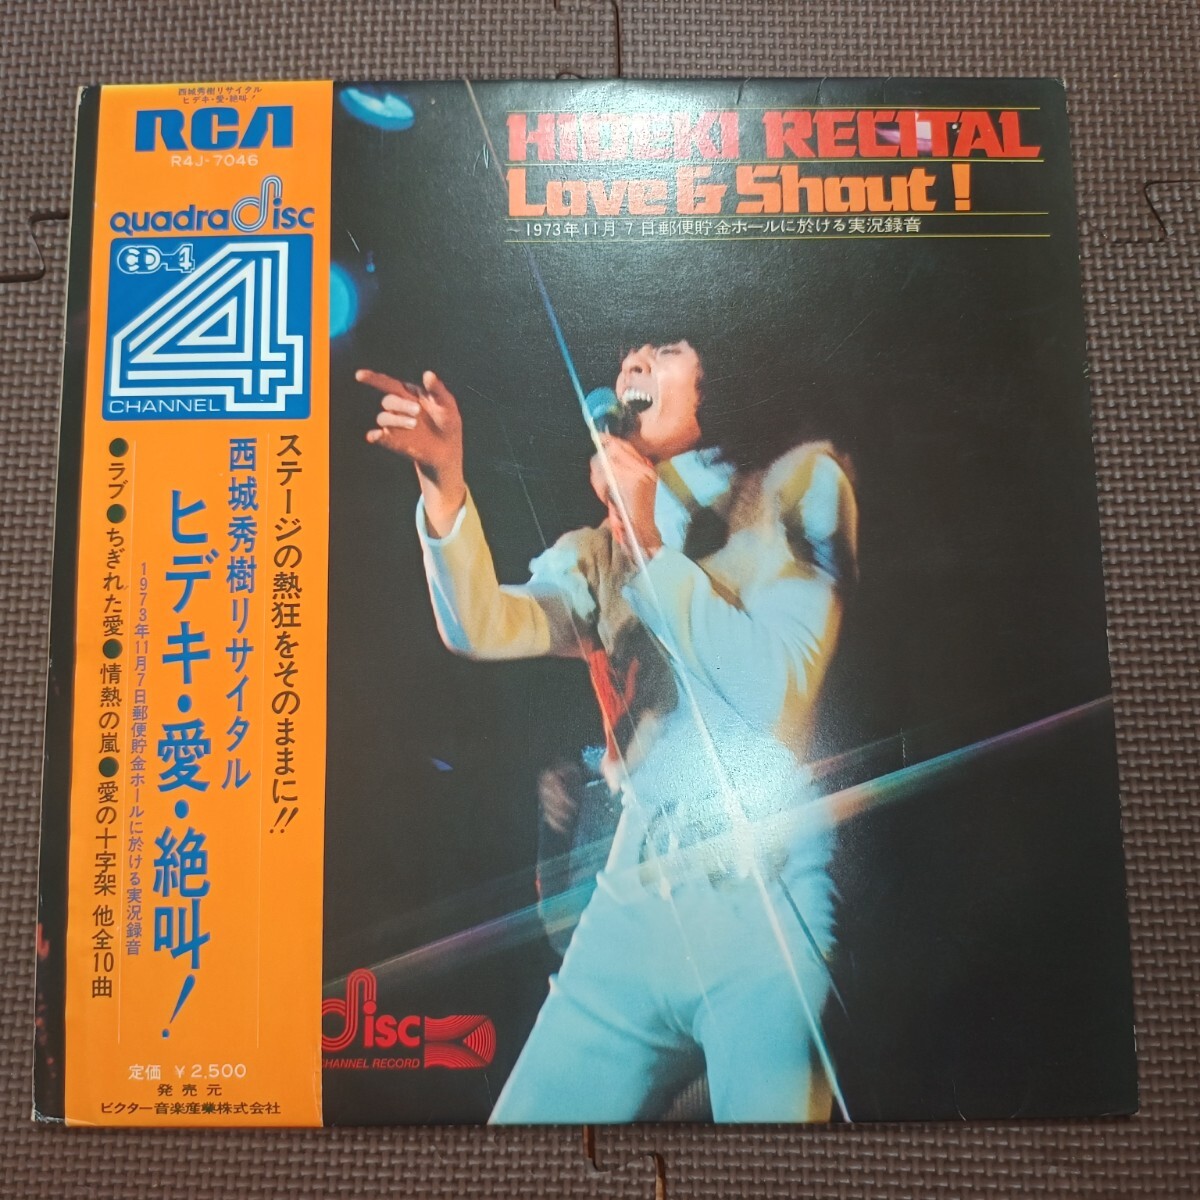 西城秀樹リサイタル
ヒデキ・愛・絶叫!
RCA
R4J-7046
quadradisc
CD-4
4
CHANNEL
ステージの熱狂をそのままに!!
西城秀樹リサイタル
ヒデキ・愛・絶叫!
1973年11月7日郵便貯金ホールに於ける実況録音
●ラブ●ちぎれた愛●情熱の嵐●愛の十字架 他全10曲
定価 ¥2,500
発売元
ビクター音楽産業株式会社
HIDEKI RECITAL
Love & Shout!
~1973年11月7日郵便貯金ホールに於ける実況録音
disc
CHANNEL RECORD